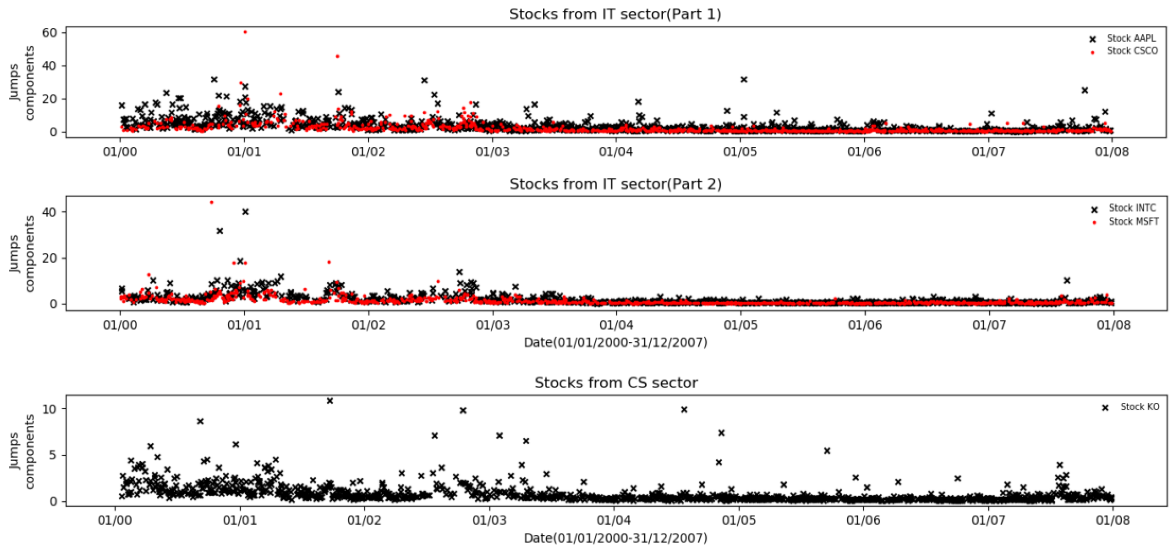 Stocks from IT sector(Part 1)
Jumps
components
60
40
20
0
Stock AAPL
Stock CSCO
01/00 01/01 01/02 01/03 01/04 01/05 01/06 01/07 01/08
Stocks from IT sector(Part 2)
Jumps
components
40
20
0
Stock INTC
Stock MSFT
01/00 01/01 01/02 01/03 01/04 01/05 01/06 01/07 01/08
Date(01/01/2000-31/12/2007)
Stocks from CS sector
Jumps
components
10
5
0
Stock KO
01/00 01/01 01/02 01/03 01/04 01/05 01/06 01/07 01/08
Date(01/01/2000-31/12/2007)